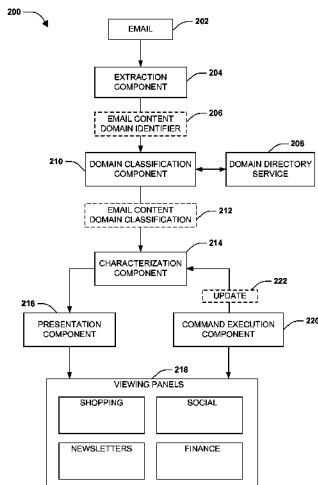 200
EMAIL
202
EXTRACTION
COMPONENT
204
EMAIL CONTENT
DOMAIN IDENTIFIER
206
208
210
DOMAIN CLASSIFICATION
COMPONENT
DOMAIN DIRECTORY
SERVICE
EMAIL CONTENT
DOMAIN CLASSIFICATION
212
214
CHARACTERIZATION
COMPONENT
222
UPDATE
216
PRESENTATION
COMPONENT
COMMAND EXECUTION
COMPONENT
220
218
VIEWING PANELS
SHOPPING
SOCIAL
NEWSLETTERS
FINANCE